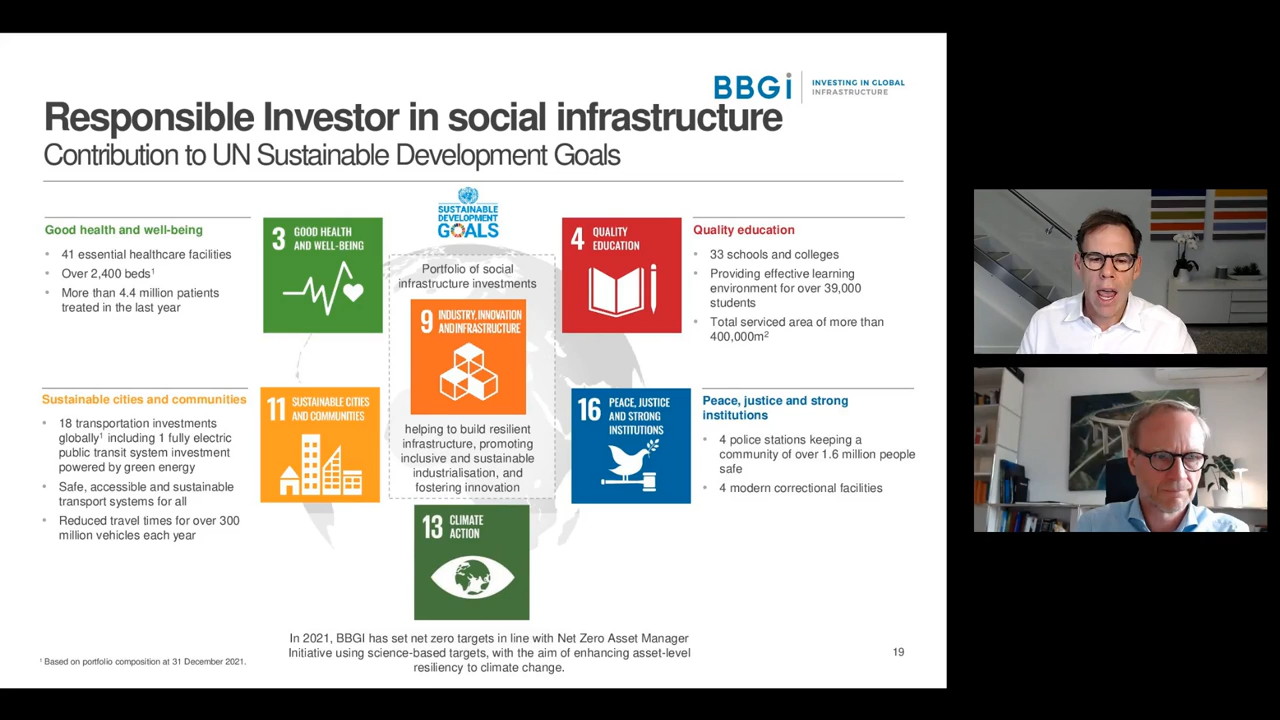 BBGi
INVESTING IN GLOBAL
INFRASTRUCTURE
Responsible Investor in social infrastructure
Contribution to UN Sustainable Development Goals
SUSTAINABLE
DEVELOPMENT
GOALS
Good health and well-being
• 41 essential healthcare facilities
• Over 2,400 beds¹
• More than 4.4 million patients
treated in the last year
3 GOOD HEALTH
AND WELL-BEING
Portfolio of social
infrastructure investments
9 INDUSTRY, INNOVATION
AND INFRASTRUCTURE
helping to build resilient
infrastructure, promoting
inclusive and sustainable
industrialisation, and
fostering innovation
4 QUALITY
EDUCATION
Quality education
• 33 schools and colleges
• Providing effective learning
environment for over 39,000
students
• Total serviced area of more than
400,000m²
Sustainable cities and communities
• 18 transportation investments
globally¹ including 1 fully electric
public transit system investment
powered by green energy
• Safe, accessible and sustainable
transport systems for all
• Reduced travel times for over 300
million vehicles each year
11 SUSTAINABLE CITIES
AND COMMUNITIES
16 PEACE, JUSTICE
AND STRONG
INSTITUTIONS
Peace, justice and strong
institutions
• 4 police stations keeping a
community of over 1.6 million people
safe
• 4 modern correctional facilities
13 CLIMATE
ACTION
In 2021, BBGI has set net zero targets in line with Net Zero Asset Manager
Initiative using science-based targets, with the aim of enhancing asset-level
resiliency to climate change.
¹ Based on portfolio composition at 31 December 2021.
19